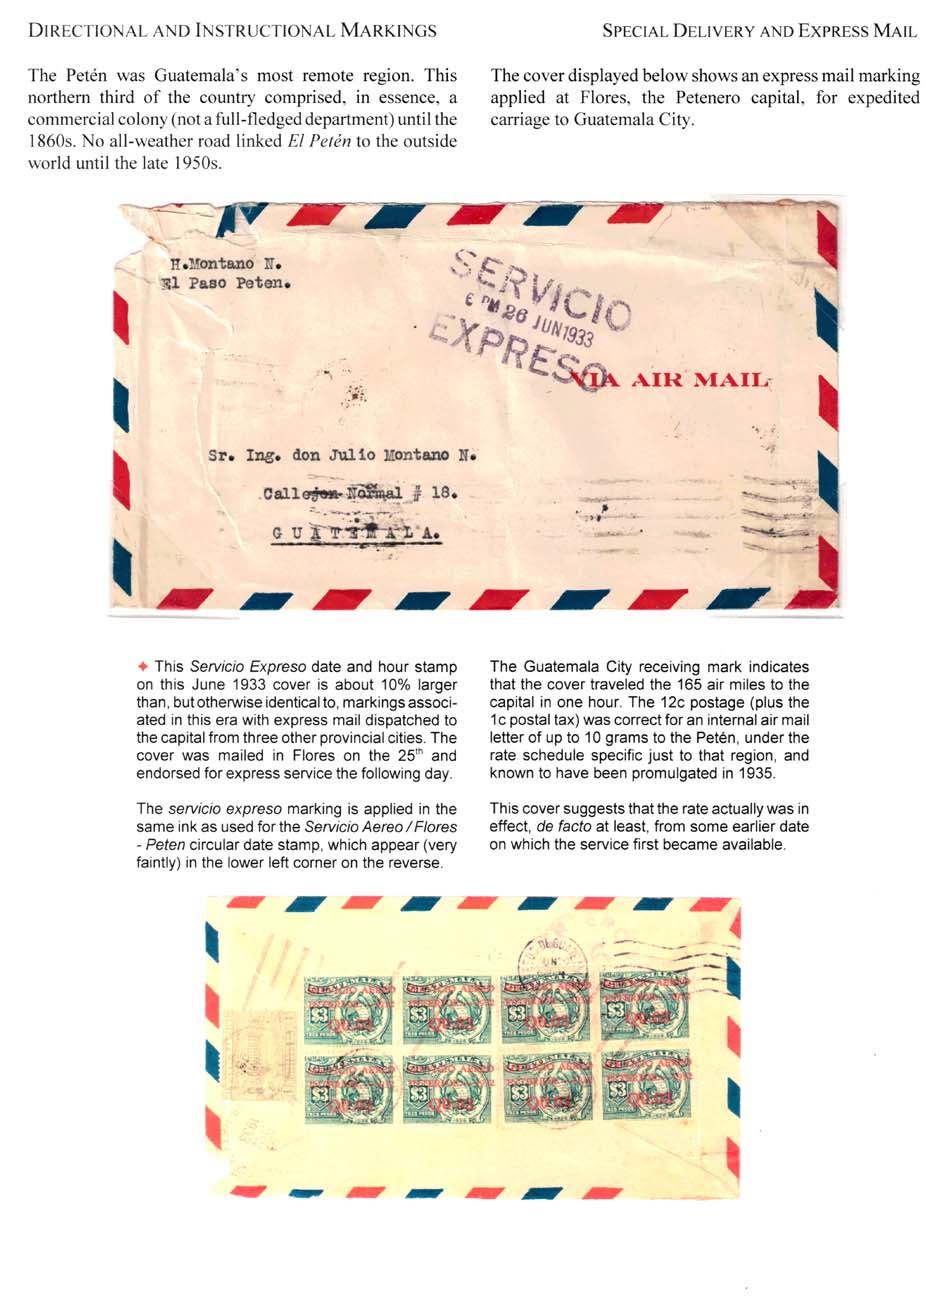 DIRECTIONAL AND INSTRUCTIONAL MARKINGS
SPECIAL DELIVERY AND EXPRESS MAIL
The Petén was Guatemala's most remote region. This
northern third of the country comprised, in essence, a
commercial colony (not a full-fledged department) until the
1860s. No all-weather road linked El Petén to the outside
world until the late 1950s.
The cover displayed below shows an express mail marking
applied at Flores, the Petenero capital, for expedited
carriage to Guatemala City.
H.Montano N.
El Paso Peten.
SERVICIO
6 PM 26 JUN 1933
EXPRESO
VIA AIR MAIL
Sr. Ing. don Julio Montano N.
Callejon Normal # 18.
GUATEMALA.
✦ This Servicio Expreso date and hour stamp
on this June 1933 cover is about 10% larger
than, but otherwise identical to, markings associ-
ated in this era with express mail dispatched to
the capital from three other provincial cities. The
cover was mailed in Flores on the 25th and
endorsed for express service the following day.
The servicio expreso marking is applied in the
same ink as used for the Servicio Aereo / Flores
- Peten circular date stamp, which appear (very
faintly) in the lower left corner on the reverse.
The Guatemala City receiving mark indicates
that the cover traveled the 165 air miles to the
capital in one hour. The 12c postage (plus the
1c postal tax) was correct for an internal air mail
letter of up to 10 grams to the Petén, under the
rate schedule specific just to that region, and
known to have been promulgated in 1935.
This cover suggests that the rate actually was in
effect, de facto at least, from some earlier date
on which the service first became available.
$3
$3
$3
$3
$3
$3
$3
$3